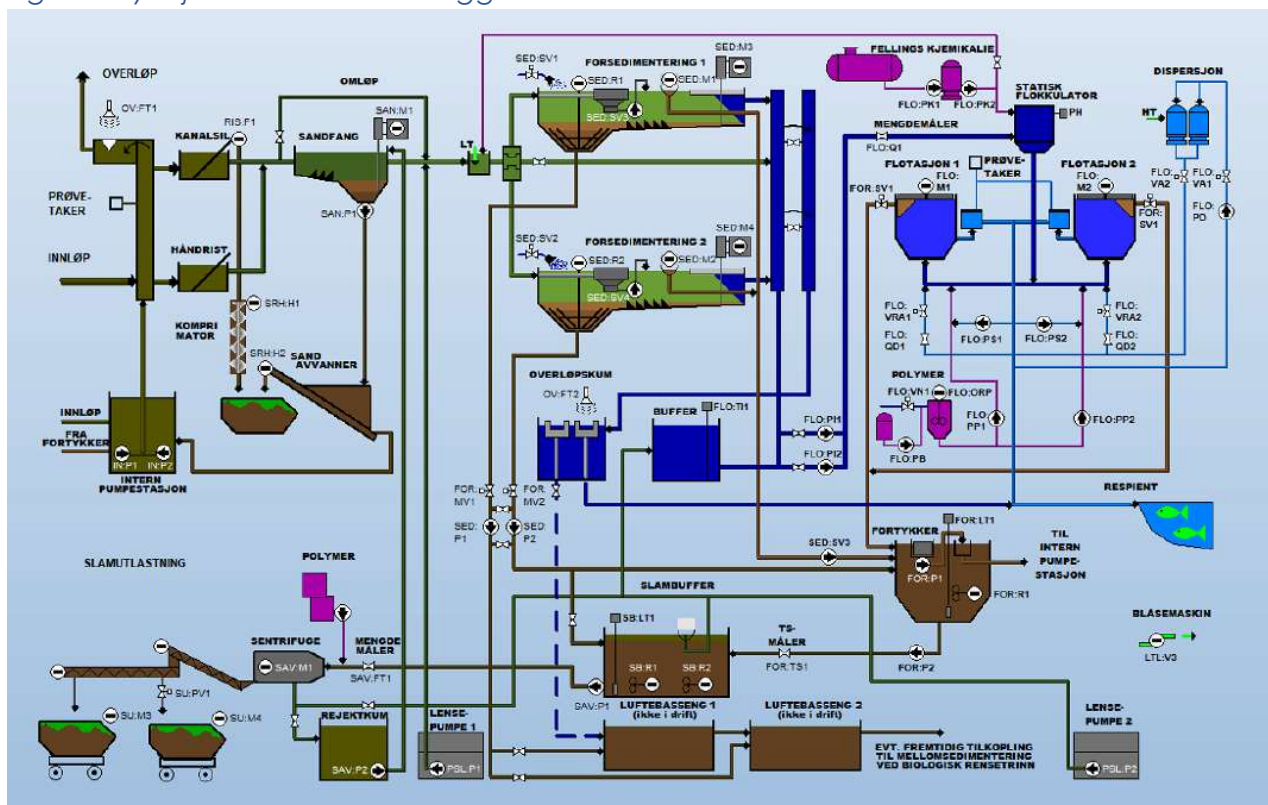 OVERLØP
OV:FT1
KANALSIL
RIS:F1
OMLØP
SANDFANG
SAN:M1
PRØVE-
TAKER
SAN:P1
INNLØP
HÅNDRIST
SRH:H1
KOMPRI
MATOR
SRH:H2
SAND
AVVANNER
INNLØP
FRA
FORTYKKER
IN:P1
IN:P2
INTERN
PUMPESTASJON
LT
SED:SV1
SED:R1
FORSEDIMENTERING 1
SED:M1
SED:M3
SED:SV3
SED:SV2
SED:R2
FORSEDIMENTERING 2
SED:M2
SED:M4
SED:SV4
FELLINGS KJEMIKALIE
FLO:PK1
FLO:PK2
STATISK
FLOKKULATOR
PH
DISPERSJON
HT
MENGDEMÅLER
FLO:Q1
FLOTASJON 1
FLO:
M1
PRØVE-
TAKER
FLOTASJON 2
FLO:
M2
FLO:
VA2
FLO:
VA1
FOR:SV1
FOR:
SV1
FLO:
PD
FLO:
VRA1
FLO:
QD1
FLO:PS1
FLO:PS2
FLO:
VRA2
FLO:
QD2
POLYMER
FLO:VN1
FLO:ORP
FLO:
PP1
FLO:PP2
FLO:PB
OVERLØPSKUM
OV:FT2
BUFFER
FLO:TI1
FLO:PI1
FLO:PI2
RESPIENT
FOR:
MV1
FOR:
MV2
SED:
P1
SED:
P2
SED:SV3
FORTYKKER
FOR:LT1
FOR:P1
FOR:R1
TIL
INTERN
PUMPE-
STASJON
SLAMUTLASTNING
POLYMER
SENTRIFUGE
SAV:M1
MENGDE
MÅLER
SAV:FT1
SLAMBUFFER
SB:LT1
SB:R1
SB:R2
TS-
MÅLER
FOR:TS1
FOR:P2
BLÅSEMASKIN
LTL:V3
SAV:P1
SU:PV1
SU:M3
SU:M4
REJEKTKUM
SAV:P2
LENSE-
PUMPE 1
PSL:P1
LUFTEBASSENG 1
(ikke i drift)
LUFTEBASSENG 2
(ikke i drift)
EVT. FREMTIDIG TILKOPLING
TIL MELLOMSEDIMENTERING
VED BIOLOGISK RENSETRINN
LENSE-
PUMPE 2
PSL:P2